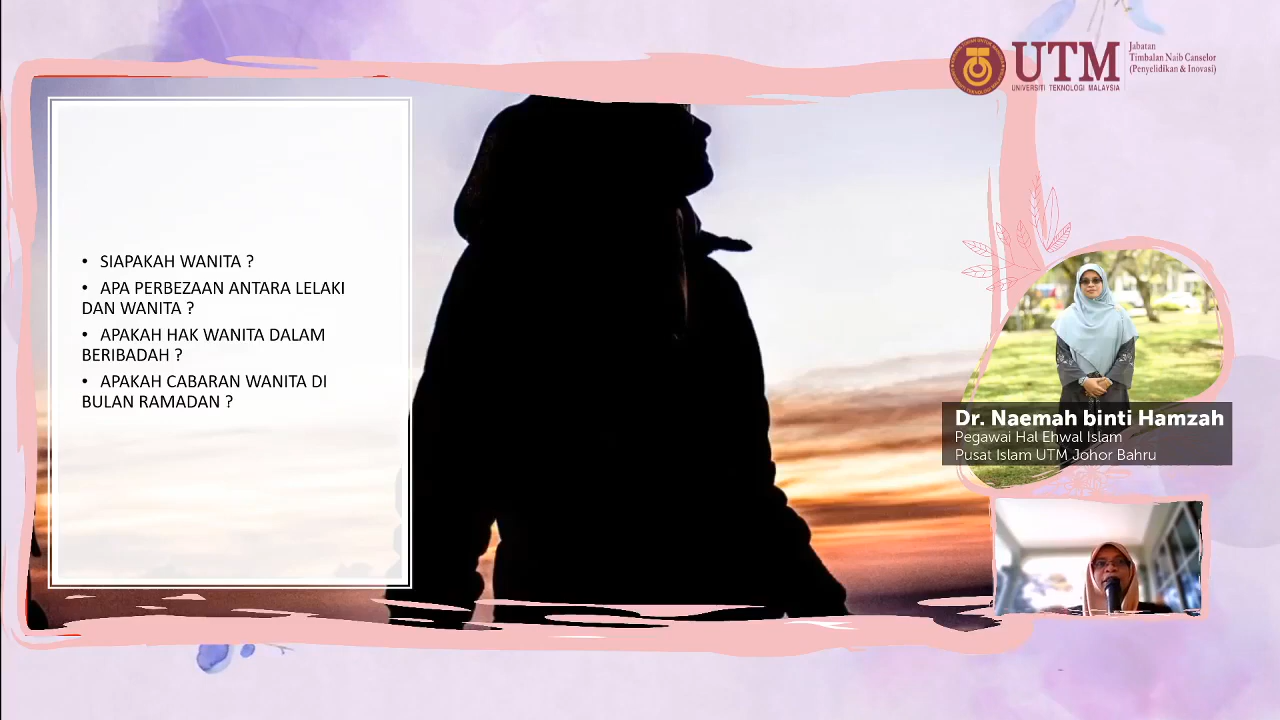 • SIAPAKAH WANITA ?
• APA PERBEZAAN ANTARA LELAKI
DAN WANITA ?
• APAKAH HAK WANITA DALAM
BERIBADAH ?
• APAKAH CABARAN WANITA DI
BULAN RAMADAN ?
UTM
UNIVERSITI TEKNOLOGI MALAYSIA
Jabatan
Timbalan Naib Canselor
(Penyelidikan & Inovasi)
Dr. Naemah binti Hamzah
Pegawai Hal Ehwal Islam
Pusat Islam UTM Johor Bahru